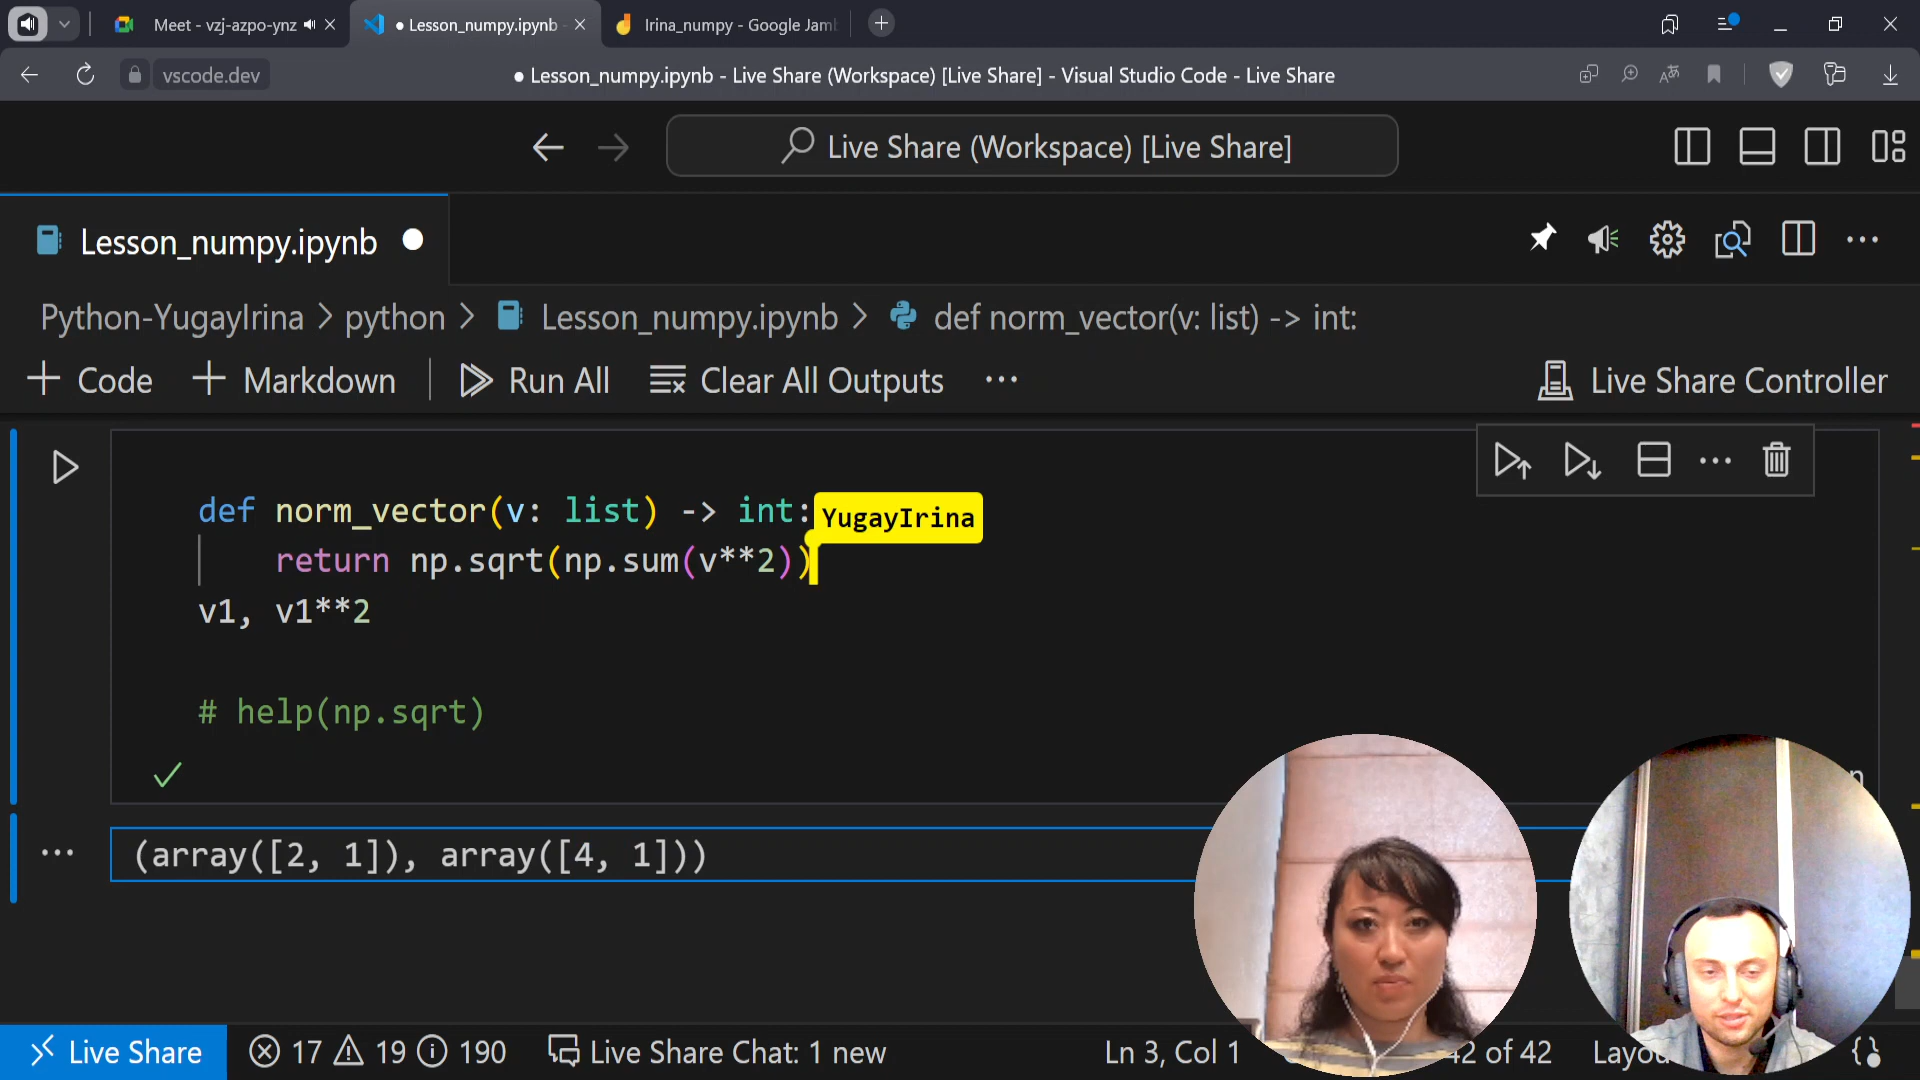 Meet - vzj-azpo-ynz
● Lesson_numpy.ipynb -
Irina_numpy - Google Jam
vscode.dev
● Lesson_numpy.ipynb - Live Share (Workspace) [Live Share] - Visual Studio Code - Live Share
Live Share (Workspace) [Live Share]
Lesson_numpy.ipynb ●
Python-YugayIrina > python > Lesson_numpy.ipynb > def norm_vector(v: list) -> int:
+ Code + Markdown | Run All Clear All Outputs ···
Live Share Controller
def norm_vector(v: list) -> int:
YugayIrina
return np.sqrt(np.sum(v**2))
v1, v1**2
# help(np.sqrt)
(array([2, 1]), array([4, 1]))
Live Share 17 19 190 Live Share Chat: 1 new Ln 3, Col 1 42 of 42